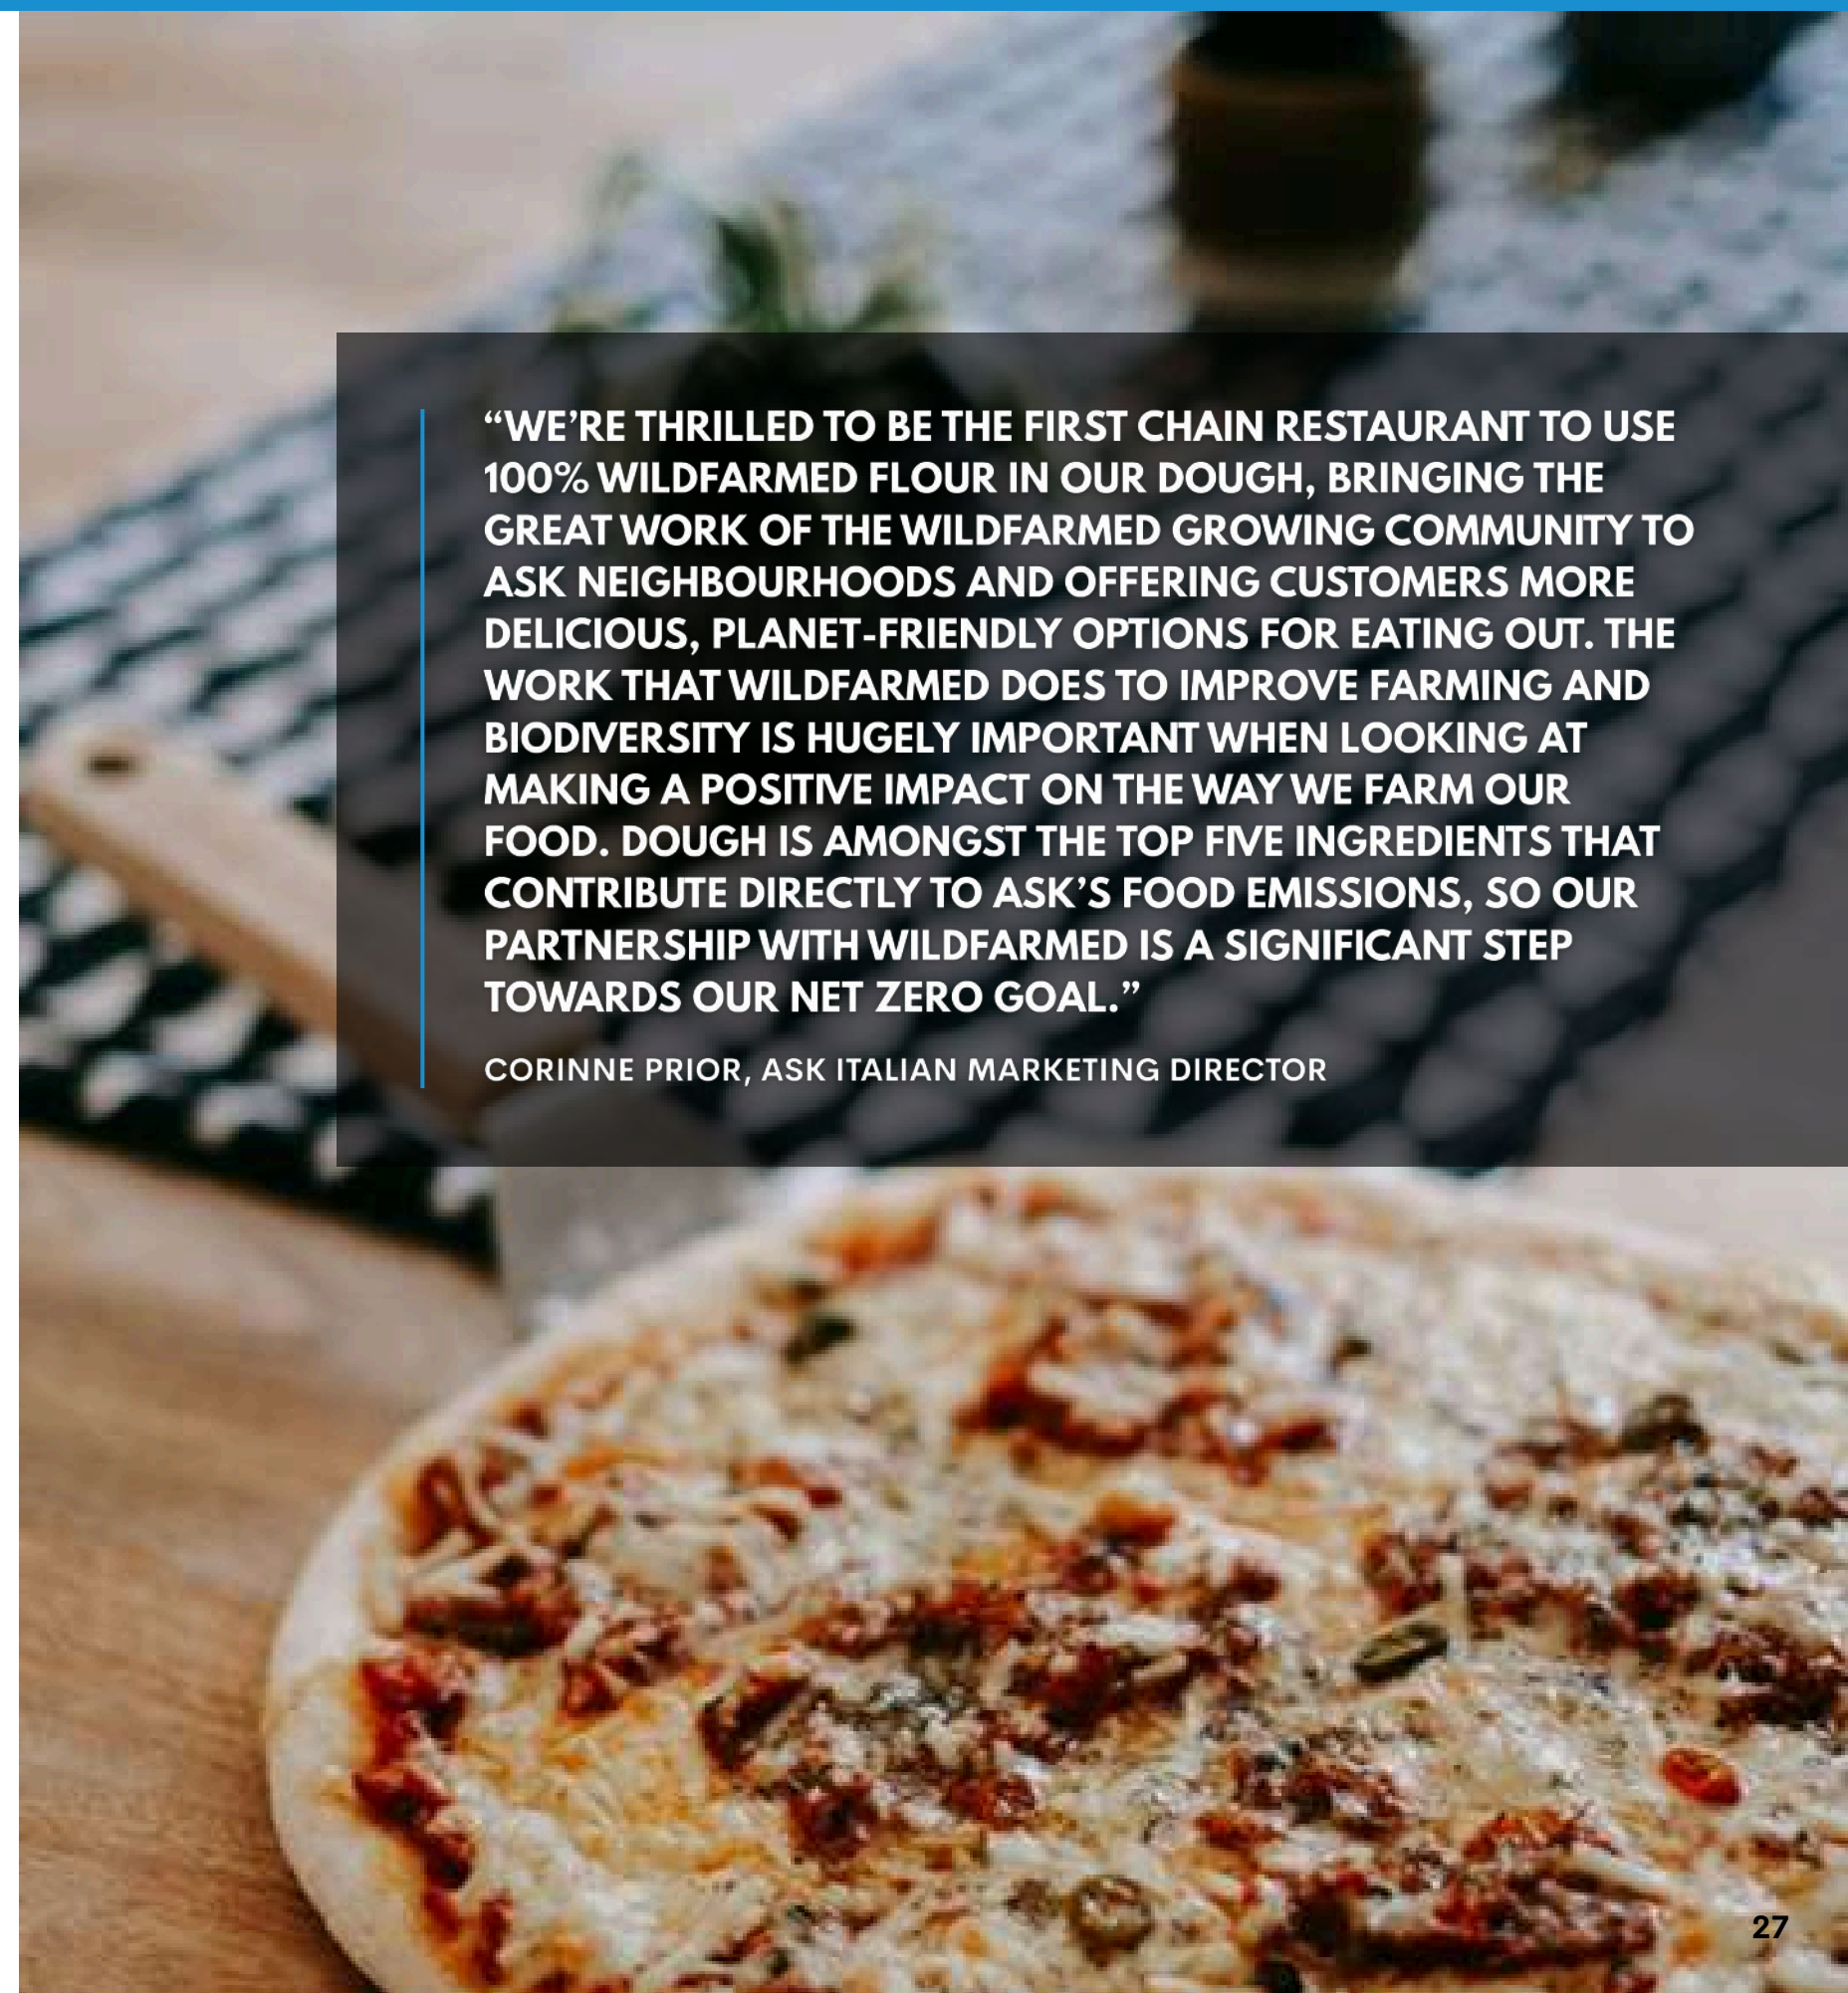 “WE’RE THRILLED TO BE THE FIRST CHAIN RESTAURANT TO USE
100% WILDFARMED FLOUR IN OUR DOUGH, BRINGING THE
GREAT WORK OF THE WILDFARMED GROWING COMMUNITY TO
ASK NEIGHBOURHOODS AND OFFERING CUSTOMERS MORE
DELICIOUS, PLANET-FRIENDLY OPTIONS FOR EATING OUT. THE
WORK THAT WILDFARMED DOES TO IMPROVE FARMING AND
BIODIVERSITY IS HUGELY IMPORTANT WHEN LOOKING AT
MAKING A POSITIVE IMPACT ON THE WAY WE FARM OUR
FOOD. DOUGH IS AMONGST THE TOP FIVE INGREDIENTS THAT
CONTRIBUTE DIRECTLY TO ASK’S FOOD EMISSIONS, SO OUR
PARTNERSHIP WITH WILDFARMED IS A SIGNIFICANT STEP
TOWARDS OUR NET ZERO GOAL.”
CORINNE PRIOR, ASK ITALIAN MARKETING DIRECTOR
27